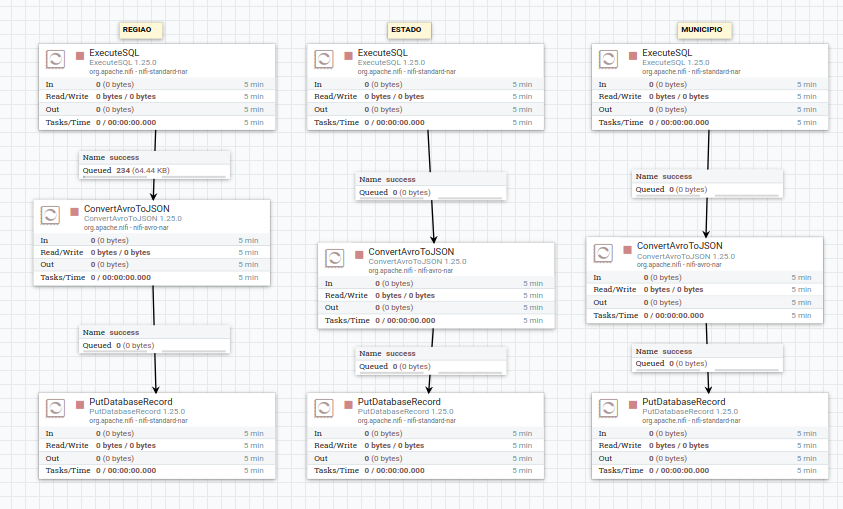 REGIAO
ExecuteSQL
ExecuteSQL 1.25.0
org.apache.nifi - nifi-standard-nar
In 0 (0 bytes) 5 min
Read/Write 0 bytes / 0 bytes 5 min
Out 0 (0 bytes) 5 min
Tasks/Time 0 / 00:00:00.000 5 min
Name success
Queued 234 (64.44 KB)
ConvertAvroToJSON
ConvertAvroToJSON 1.25.0
org.apache.nifi - nifi-avro-nar
In 0 (0 bytes) 5 min
Read/Write 0 bytes / 0 bytes 5 min
Out 0 (0 bytes) 5 min
Tasks/Time 0 / 00:00:00.000 5 min
Name success
Queued 0 (0 bytes)
PutDatabaseRecord
PutDatabaseRecord 1.25.0
org.apache.nifi - nifi-standard-nar
In 0 (0 bytes) 5 min
Read/Write 0 bytes / 0 bytes 5 min
Out 0 (0 bytes) 5 min
Tasks/Time 0 / 00:00:00.000 5 min
ESTADO
ExecuteSQL
ExecuteSQL 1.25.0
org.apache.nifi - nifi-standard-nar
In 0 (0 bytes) 5 min
Read/Write 0 bytes / 0 bytes 5 min
Out 0 (0 bytes) 5 min
Tasks/Time 0 / 00:00:00.000 5 min
Name success
Queued 0 (0 bytes)
ConvertAvroToJSON
ConvertAvroToJSON 1.25.0
org.apache.nifi - nifi-avro-nar
In 0 (0 bytes) 5 min
Read/Write 0 bytes / 0 bytes 5 min
Out 0 (0 bytes) 5 min
Tasks/Time 0 / 00:00:00.000 5 min
Name success
Queued 0 (0 bytes)
PutDatabaseRecord
PutDatabaseRecord 1.25.0
org.apache.nifi - nifi-standard-nar
In 0 (0 bytes) 5 min
Read/Write 0 bytes / 0 bytes 5 min
Out 0 (0 bytes) 5 min
Tasks/Time 0 / 00:00:00.000 5 min
MUNICIPIO
ExecuteSQL
ExecuteSQL 1.25.0
org.apache.nifi - nifi-standard-nar
In 0 (0 bytes) 5 min
Read/Write 0 bytes / 0 bytes 5 min
Out 0 (0 bytes) 5 min
Tasks/Time 0 / 00:00:00.000 5 min
Name success
Queued 0 (0 bytes)
ConvertAvroToJSON
ConvertAvroToJSON 1.25.0
org.apache.nifi - nifi-avro-nar
In 0 (0 bytes) 5 min
Read/Write 0 bytes / 0 bytes 5 min
Out 0 (0 bytes) 5 min
Tasks/Time 0 / 00:00:00.000 5 min
Name success
Queued 0 (0 bytes)
PutDatabaseRecord
PutDatabaseRecord 1.25.0
org.apache.nifi - nifi-standard-nar
In 0 (0 bytes) 5 min
Read/Write 0 bytes / 0 bytes 5 min
Out 0 (0 bytes) 5 min
Tasks/Time 0 / 00:00:00.000 5 min